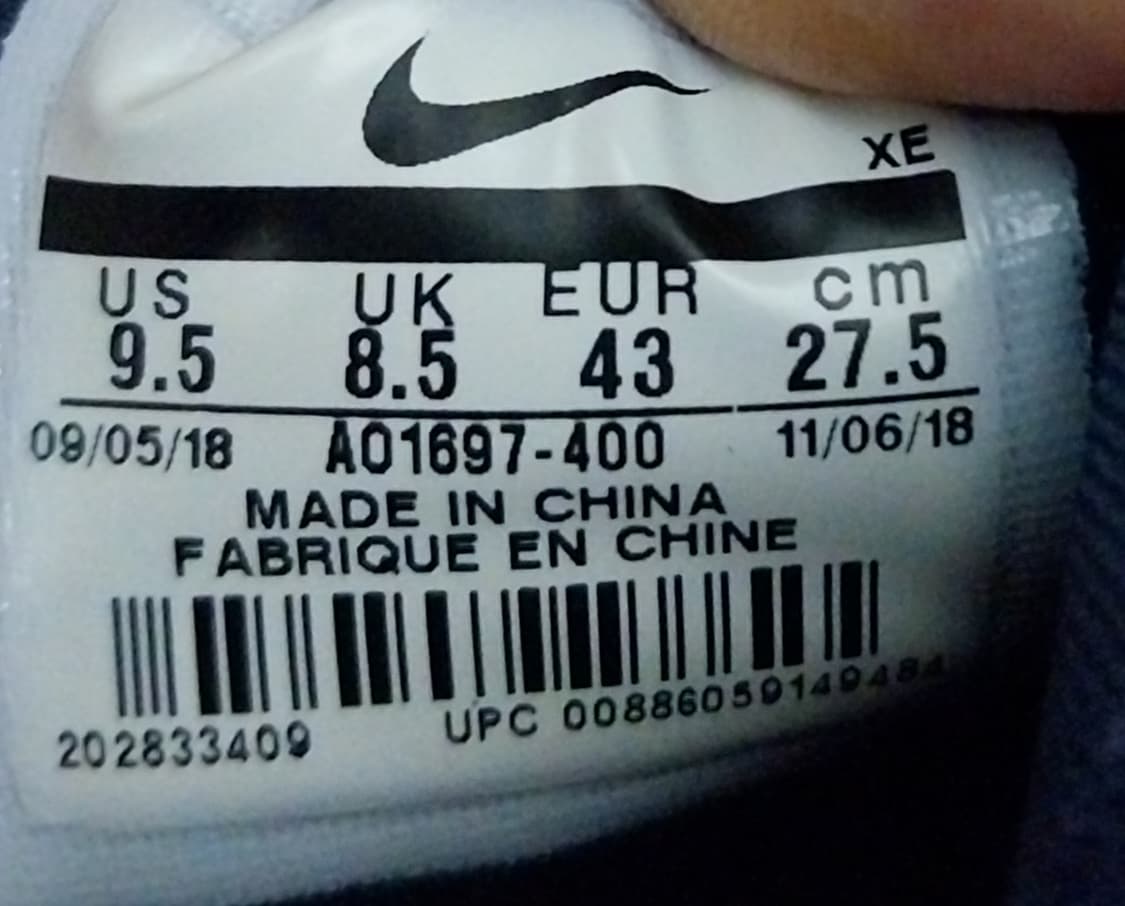 XE
US UK EUR cm
9.5 8.5 43 27.5
09/05/18 AO1697-400 11/06/18
MADE IN CHINA
FABRIQUE EN CHINE
202833409 UPC 00886059149484